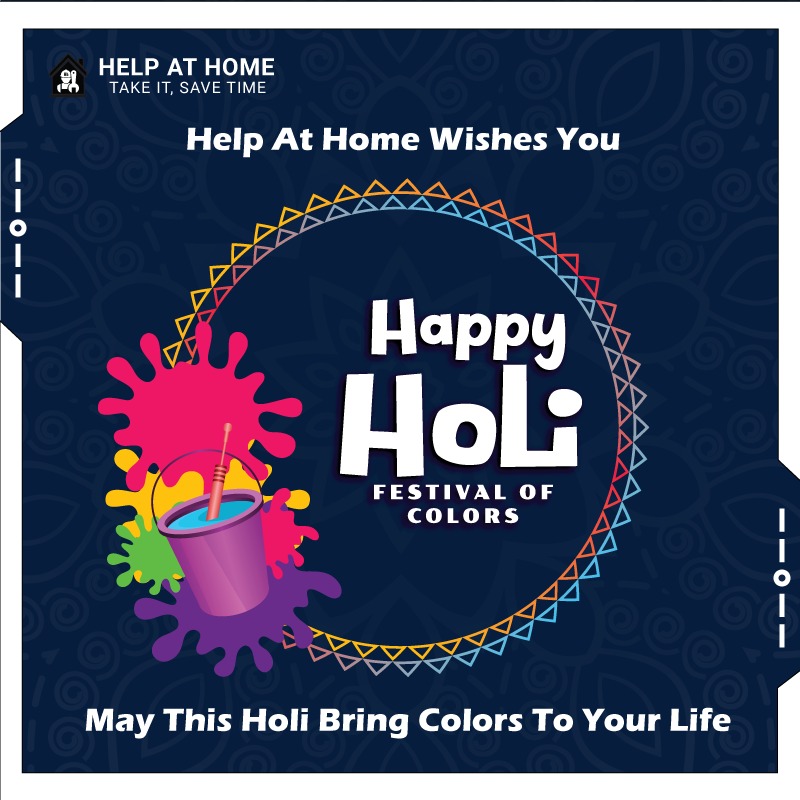 HELP AT HOME
TAKE IT, SAVE TIME
Help At Home Wishes You
Happy
HoLi
FESTIVAL OF
COLORS
May This Holi Bring Colors To Your Life